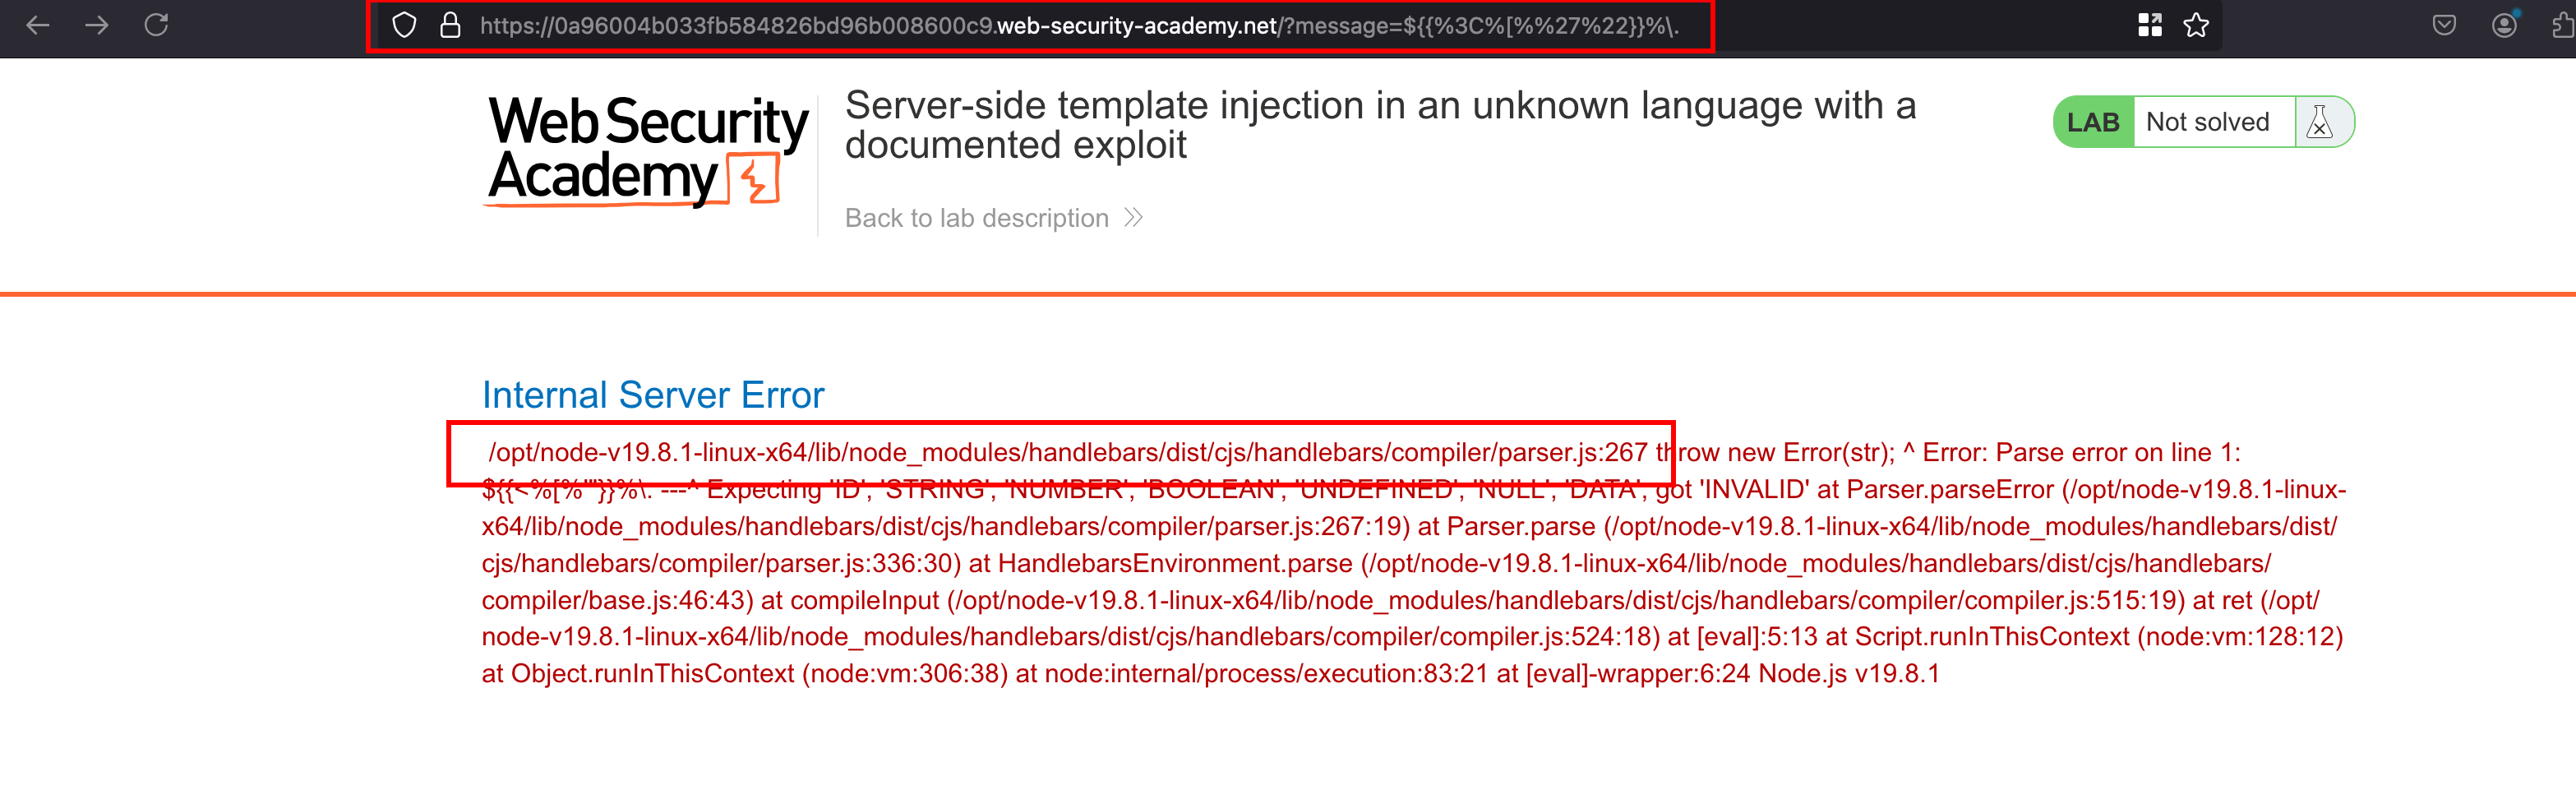 https://0a96004b033fb584826bd96b008600c9.web-security-academy.net/?message=${{%3C%[%%27%22}}%\.
Web Security
Academy
Server-side template injection in an unknown language with a
documented exploit
Back to lab description
LAB Not solved
Internal Server Error
/opt/node-v19.8.1-linux-x64/lib/node_modules/handlebars/dist/cjs/handlebars/compiler/parser.js:267 throw new Error(str); ^ Error: Parse error on line 1:
${{<%[%'"}}%\. ---^ Expecting 'ID', 'STRING', 'NUMBER', 'BOOLEAN', 'UNDEFINED', 'NULL', 'DATA', got 'INVALID' at Parser.parseError (/opt/node-v19.8.1-linux-
x64/lib/node_modules/handlebars/dist/cjs/handlebars/compiler/parser.js:267:19) at Parser.parse (/opt/node-v19.8.1-linux-x64/lib/node_modules/handlebars/dist/
cjs/handlebars/compiler/parser.js:336:30) at HandlebarsEnvironment.parse (/opt/node-v19.8.1-linux-x64/lib/node_modules/handlebars/dist/cjs/handlebars/
compiler/base.js:46:43) at compileInput (/opt/node-v19.8.1-linux-x64/lib/node_modules/handlebars/dist/cjs/handlebars/compiler/compiler.js:515:19) at ret (/opt/
node-v19.8.1-linux-x64/lib/node_modules/handlebars/dist/cjs/handlebars/compiler/compiler.js:524:18) at [eval]:5:13 at Script.runInThisContext (node:vm:128:12)
at Object.runInThisContext (node:vm:306:38) at node:internal/process/execution:83:21 at [eval]-wrapper:6:24 Node.js v19.8.1